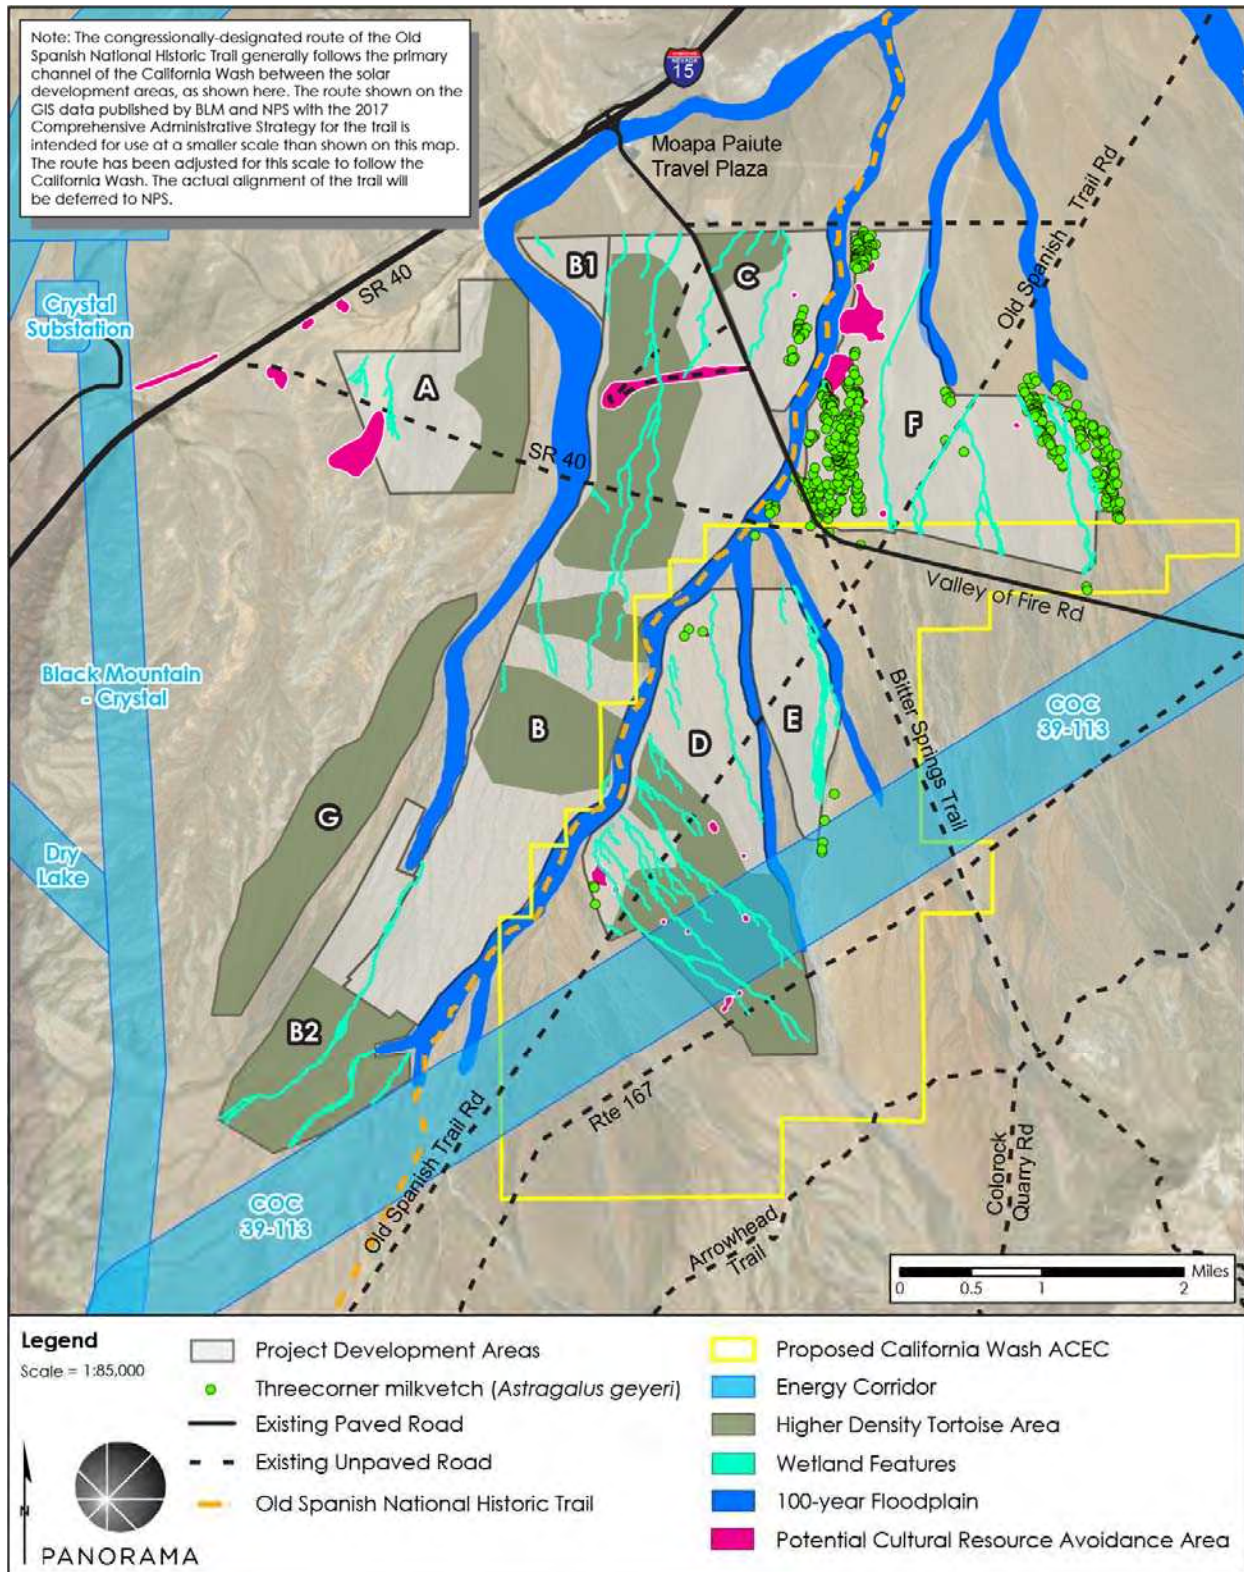 Note: The congressionally-designated route of the Old
Spanish National Historic Trail generally follows the primary
channel of the California Wash between the solar
development areas, as shown here. The route shown on the
GIS data published by BLM and NPS with the 2017
Comprehensive Administrative Strategy for the trail is
intended for use at a smaller scale than shown on this map.
The route has been adjusted for this scale to follow the
California Wash. The actual alignment of the trail will
be deferred to NPS.
15
Moapa Paiute
Travel Plaza
Old Spanish Trail Rd
B1
C
SR 40
Crystal
Substation
A
F
SR 40
Valley of Fire Rd
Black Mountain
- Crystal
Bitter Springs Trail
COC
39-113
B
D
E
G
Dry
Lake
B2
Rte 167
Old Spanish Trail Rd
COC
39-113
Arrowhead
Trail
Colorock
Quarry Rd
0 0.5 1 2 Miles
Legend
Scale = 1:85,000
N
PANORAMA
Project Development Areas
Threecorner milkvetch (Astragalus geyeri)
Existing Paved Road
Existing Unpaved Road
Old Spanish National Historic Trail
Proposed California Wash ACEC
Energy Corridor
Higher Density Tortoise Area
Wetland Features
100-year Floodplain
Potential Cultural Resource Avoidance Area